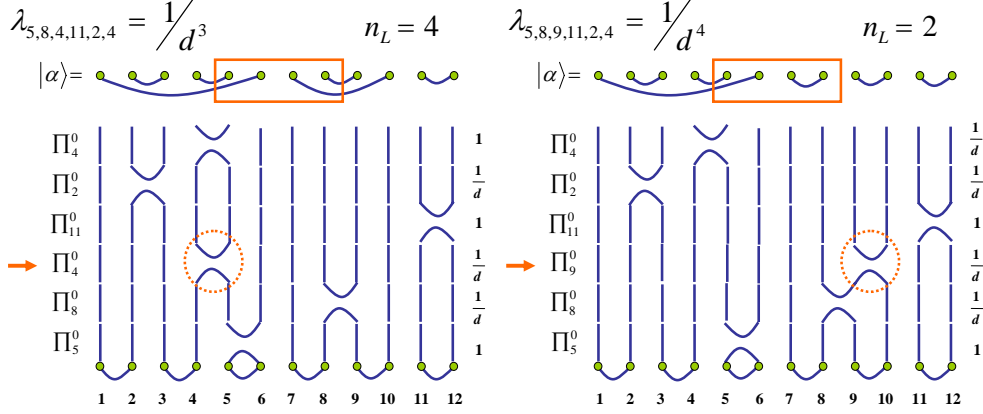 λ5,8,4,11,2,4 = 1/d³ nL = 4
|α⟩=
Π⁰4 1
Π⁰2 1/d
Π⁰11 1
Π⁰4 1/d
Π⁰8 1/d
Π⁰5 1
1 2 3 4 5 6 7 8 9 10 11 12
λ5,8,9,11,2,4 = 1/d⁴ nL = 2
|α⟩=
Π⁰4 1/d
Π⁰2 1/d
Π⁰11 1
Π⁰9 1/d
Π⁰8 1/d
Π⁰5 1
1 2 3 4 5 6 7 8 9 10 11 12